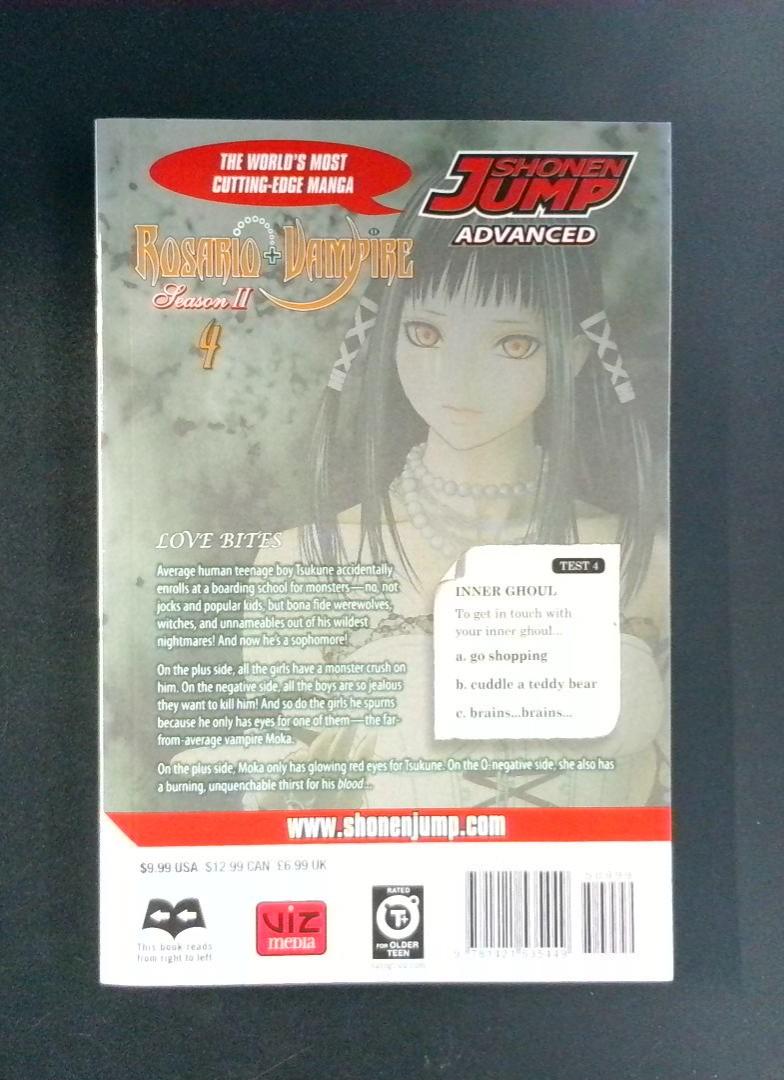 THE WORLD'S MOST
CUTTING-EDGE MANGA
SHONEN
JUMP
ADVANCED
ROSARIO + VAMPIRE
Season II
4
LOVE BITES
Average human teenage boy Tsukune accidentally
enrolls at a boarding school for monsters—no, not
jocks and popular kids, but bona fide werewolves,
witches, and unnameables out of his wildest
nightmares! And now he's a sophomore!
On the plus side, all the girls have a monster crush on
him. On the negative side, all the boys are so jealous
they want to kill him! And so do the girls he spurns
because he only has eyes for one of them—the far-
from-average vampire Moka.
On the plus side, Moka only has glowing red eyes for Tsukune. On the O-negative side, she also has
a burning, unquenchable thirst for his blood...
TEST 4
INNER GHOUL
To get in touch with
your inner ghoul...
a. go shopping
b. cuddle a teddy bear
c. brains...brains...
www.shonenjump.com
$9.99 USA $12.99 CAN £6.99 UK
This book reads
from right to left
VIZ
media
RATED
T+
FOR OLDER
TEEN
9 781421 535449
50999